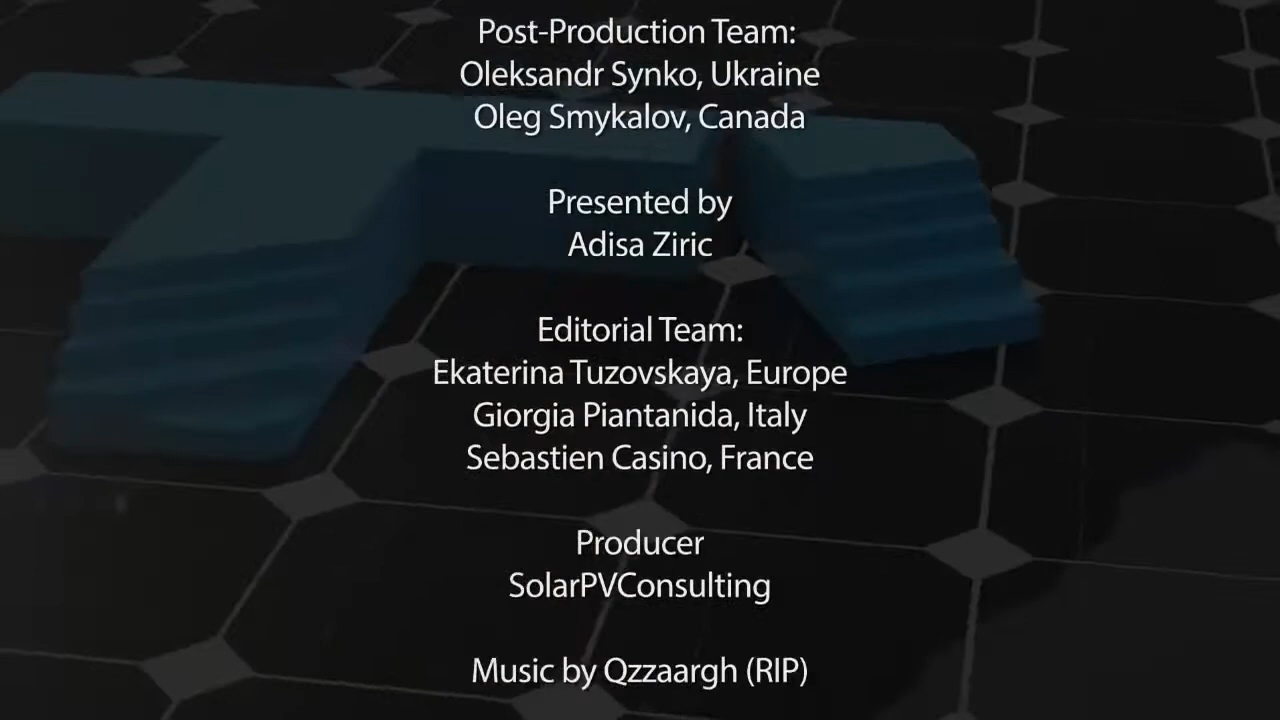 Post-Production Team:
Oleksandr Synko, Ukraine
Oleg Smykalov, Canada
Presented by
Adisa Ziric
Editorial Team:
Ekaterina Tuzovskaya, Europe
Giorgia Piantanida, Italy
Sebastien Casino, France
Producer
SolarPVConsulting
Music by Qzzaargh (RIP)